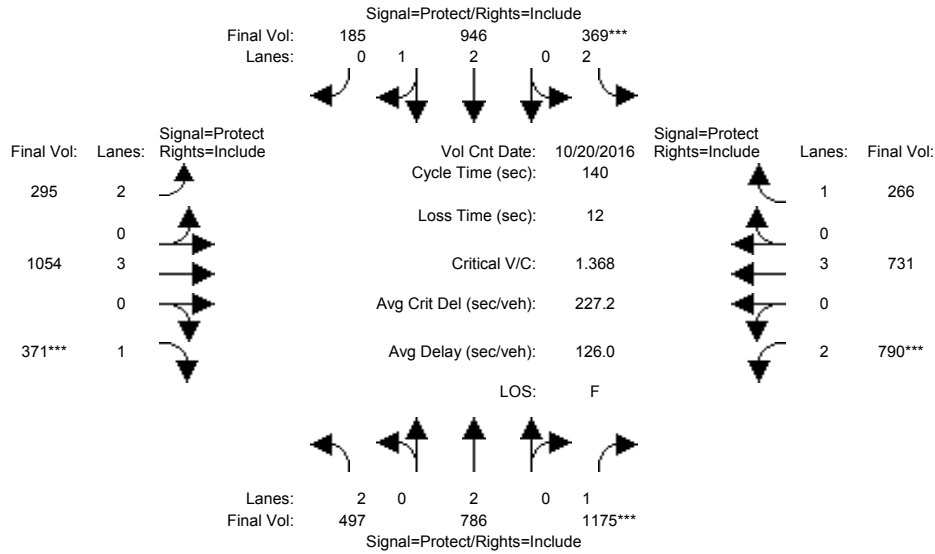 Signal=Protect/Rights=Include
Final Vol: 185 946 369***
Lanes: 0 1 2 0 2
Signal=Protect Signal=Protect
Final Vol: Lanes: Rights=Include Vol Cnt Date: 10/20/2016 Rights=Include Lanes: Final Vol:
Cycle Time (sec): 140
295 2 1 266
Loss Time (sec): 12
0 0
1054 3 Critical V/C: 1.368 3 731
0 Avg Crit Del (sec/veh): 227.2 0
371*** 1 Avg Delay (sec/veh): 126.0 2 790***
LOS: F
Lanes: 2 0 2 0 1
Final Vol: 497 786 1175***
Signal=Protect/Rights=Include